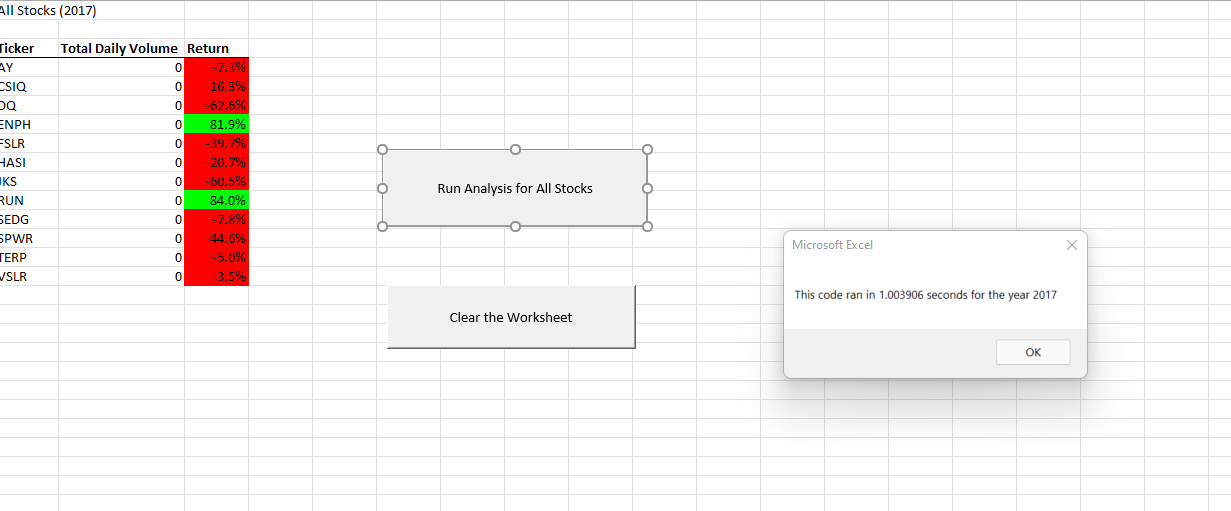 All Stocks (2017)
Ticker Total Daily Volume Return
AY 0 -7.3%
CSIQ 0 -16.3%
DQ 0 -62.6%
ENPH 0 81.9%
FSLR 0 -39.7%
HASI 0 -20.7%
JKS 0 -60.5%
RUN 0 84.0%
SEDG 0 -7.8%
SPWR 0 -44.6%
TERP 0 -5.0%
VSLR 0 -3.5%
Run Analysis for All Stocks
Clear the Worksheet
Microsoft Excel
This code ran in 1.003906 seconds for the year 2017
OK